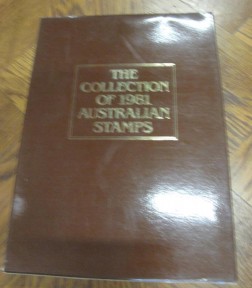 THE
COLLECTION
OF 1981
AUSTRALIAN
STAMPS